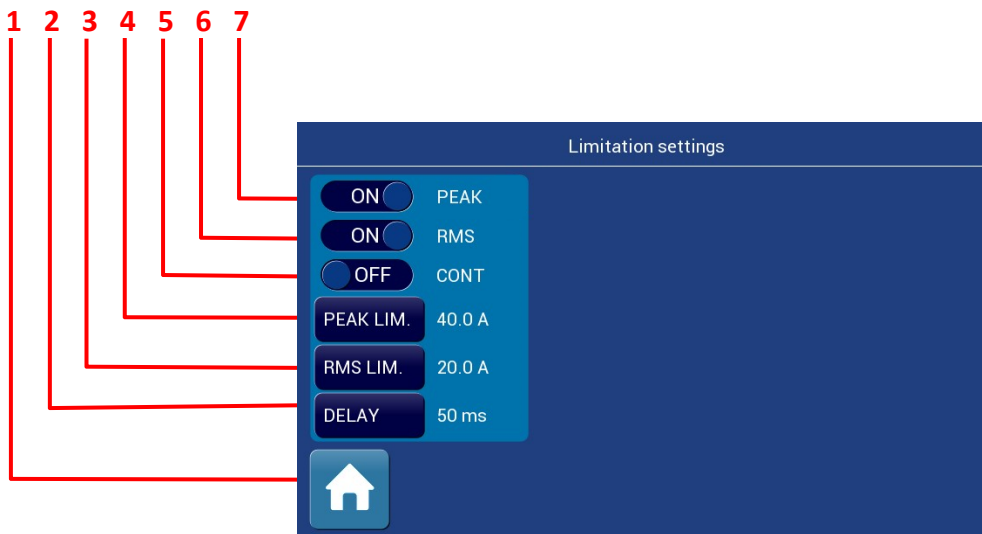 1 2 3 4 5 6 7
Limitation settings
ON PEAK
ON RMS
OFF CONT
PEAK LIM. 40.0 A
RMS LIM. 20.0 A
DELAY 50 ms